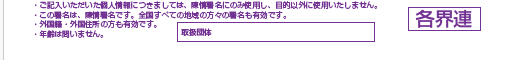 ・ご記入いただいた個人情報につきましては、陳情署名にのみ使用し、目的以外に使用いたしません。
・この署名は、陳情署名です。全国すべての地域の方々の署名も有効です。
・外国籍・外国住所の方も有効です。
・年齢は問いません。
取扱団体
各界連